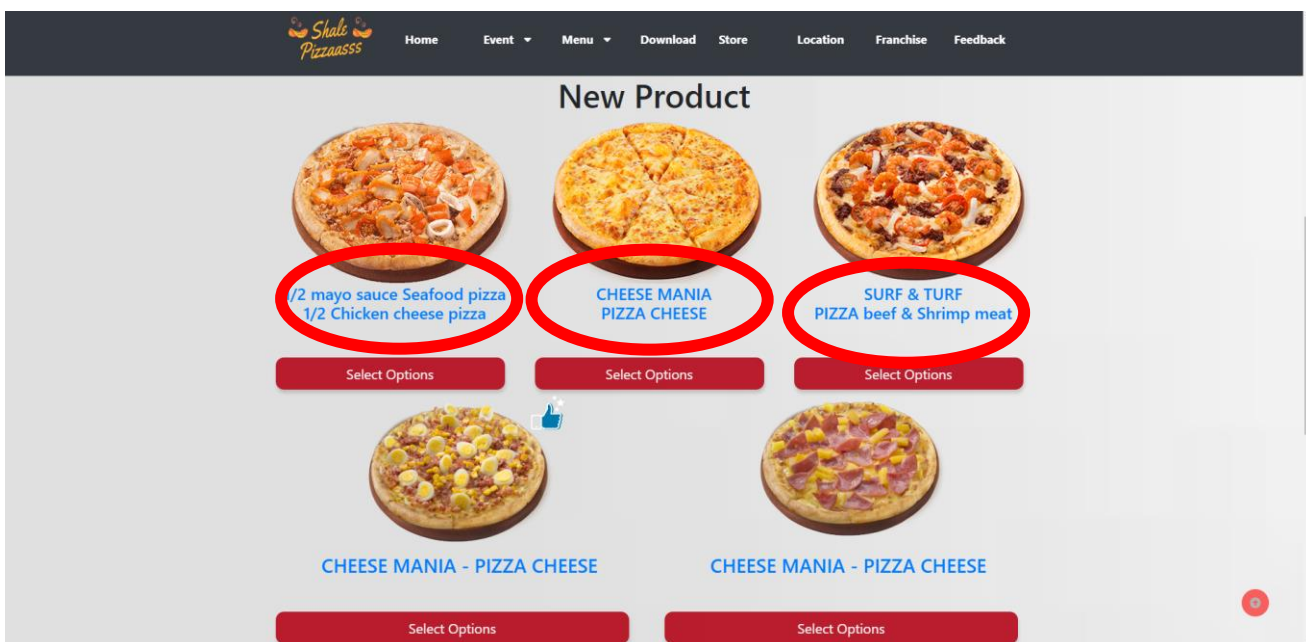 Shale
Pizzaasss
Home Event Menu Download Store Location Franchise Feedback
New Product
1/2 mayo sauce Seafood pizza
1/2 Chicken cheese pizza
CHEESE MANIA
PIZZA CHEESE
SURF & TURF
PIZZA beef & Shrimp meat
Select Options
Select Options
Select Options
CHEESE MANIA - PIZZA CHEESE
CHEESE MANIA - PIZZA CHEESE
Select Options
Select Options